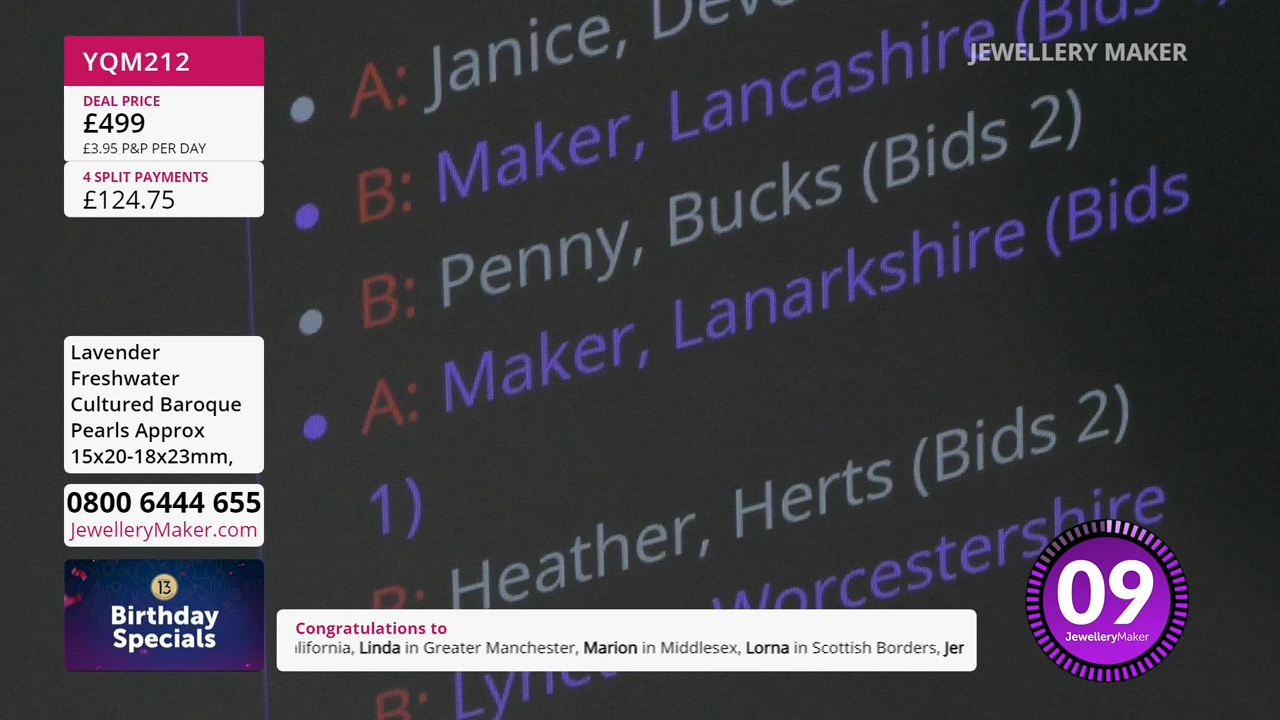 YQM212
DEAL PRICE
£499
£3.95 P&P PER DAY
4 SPLIT PAYMENTS
£124.75
Lavender
Freshwater
Cultured Baroque
Pearls Approx
15x20-18x23mm,
0800 6444 655
JewelleryMaker.com
13
Birthday
Specials
JEWELLERY MAKER
A: Janice,
B: Maker, Lancashire (Bids
B: Penny, Bucks (Bids 2)
A: Maker, Lanarkshire (Bids
1)
B: Heather, Herts (Bids 2)
Worcestershire
B:
Congratulations to
Linda in Greater Manchester, Marion in Middlesex, Lorna in Scottish Borders,
09
JewelleryMaker